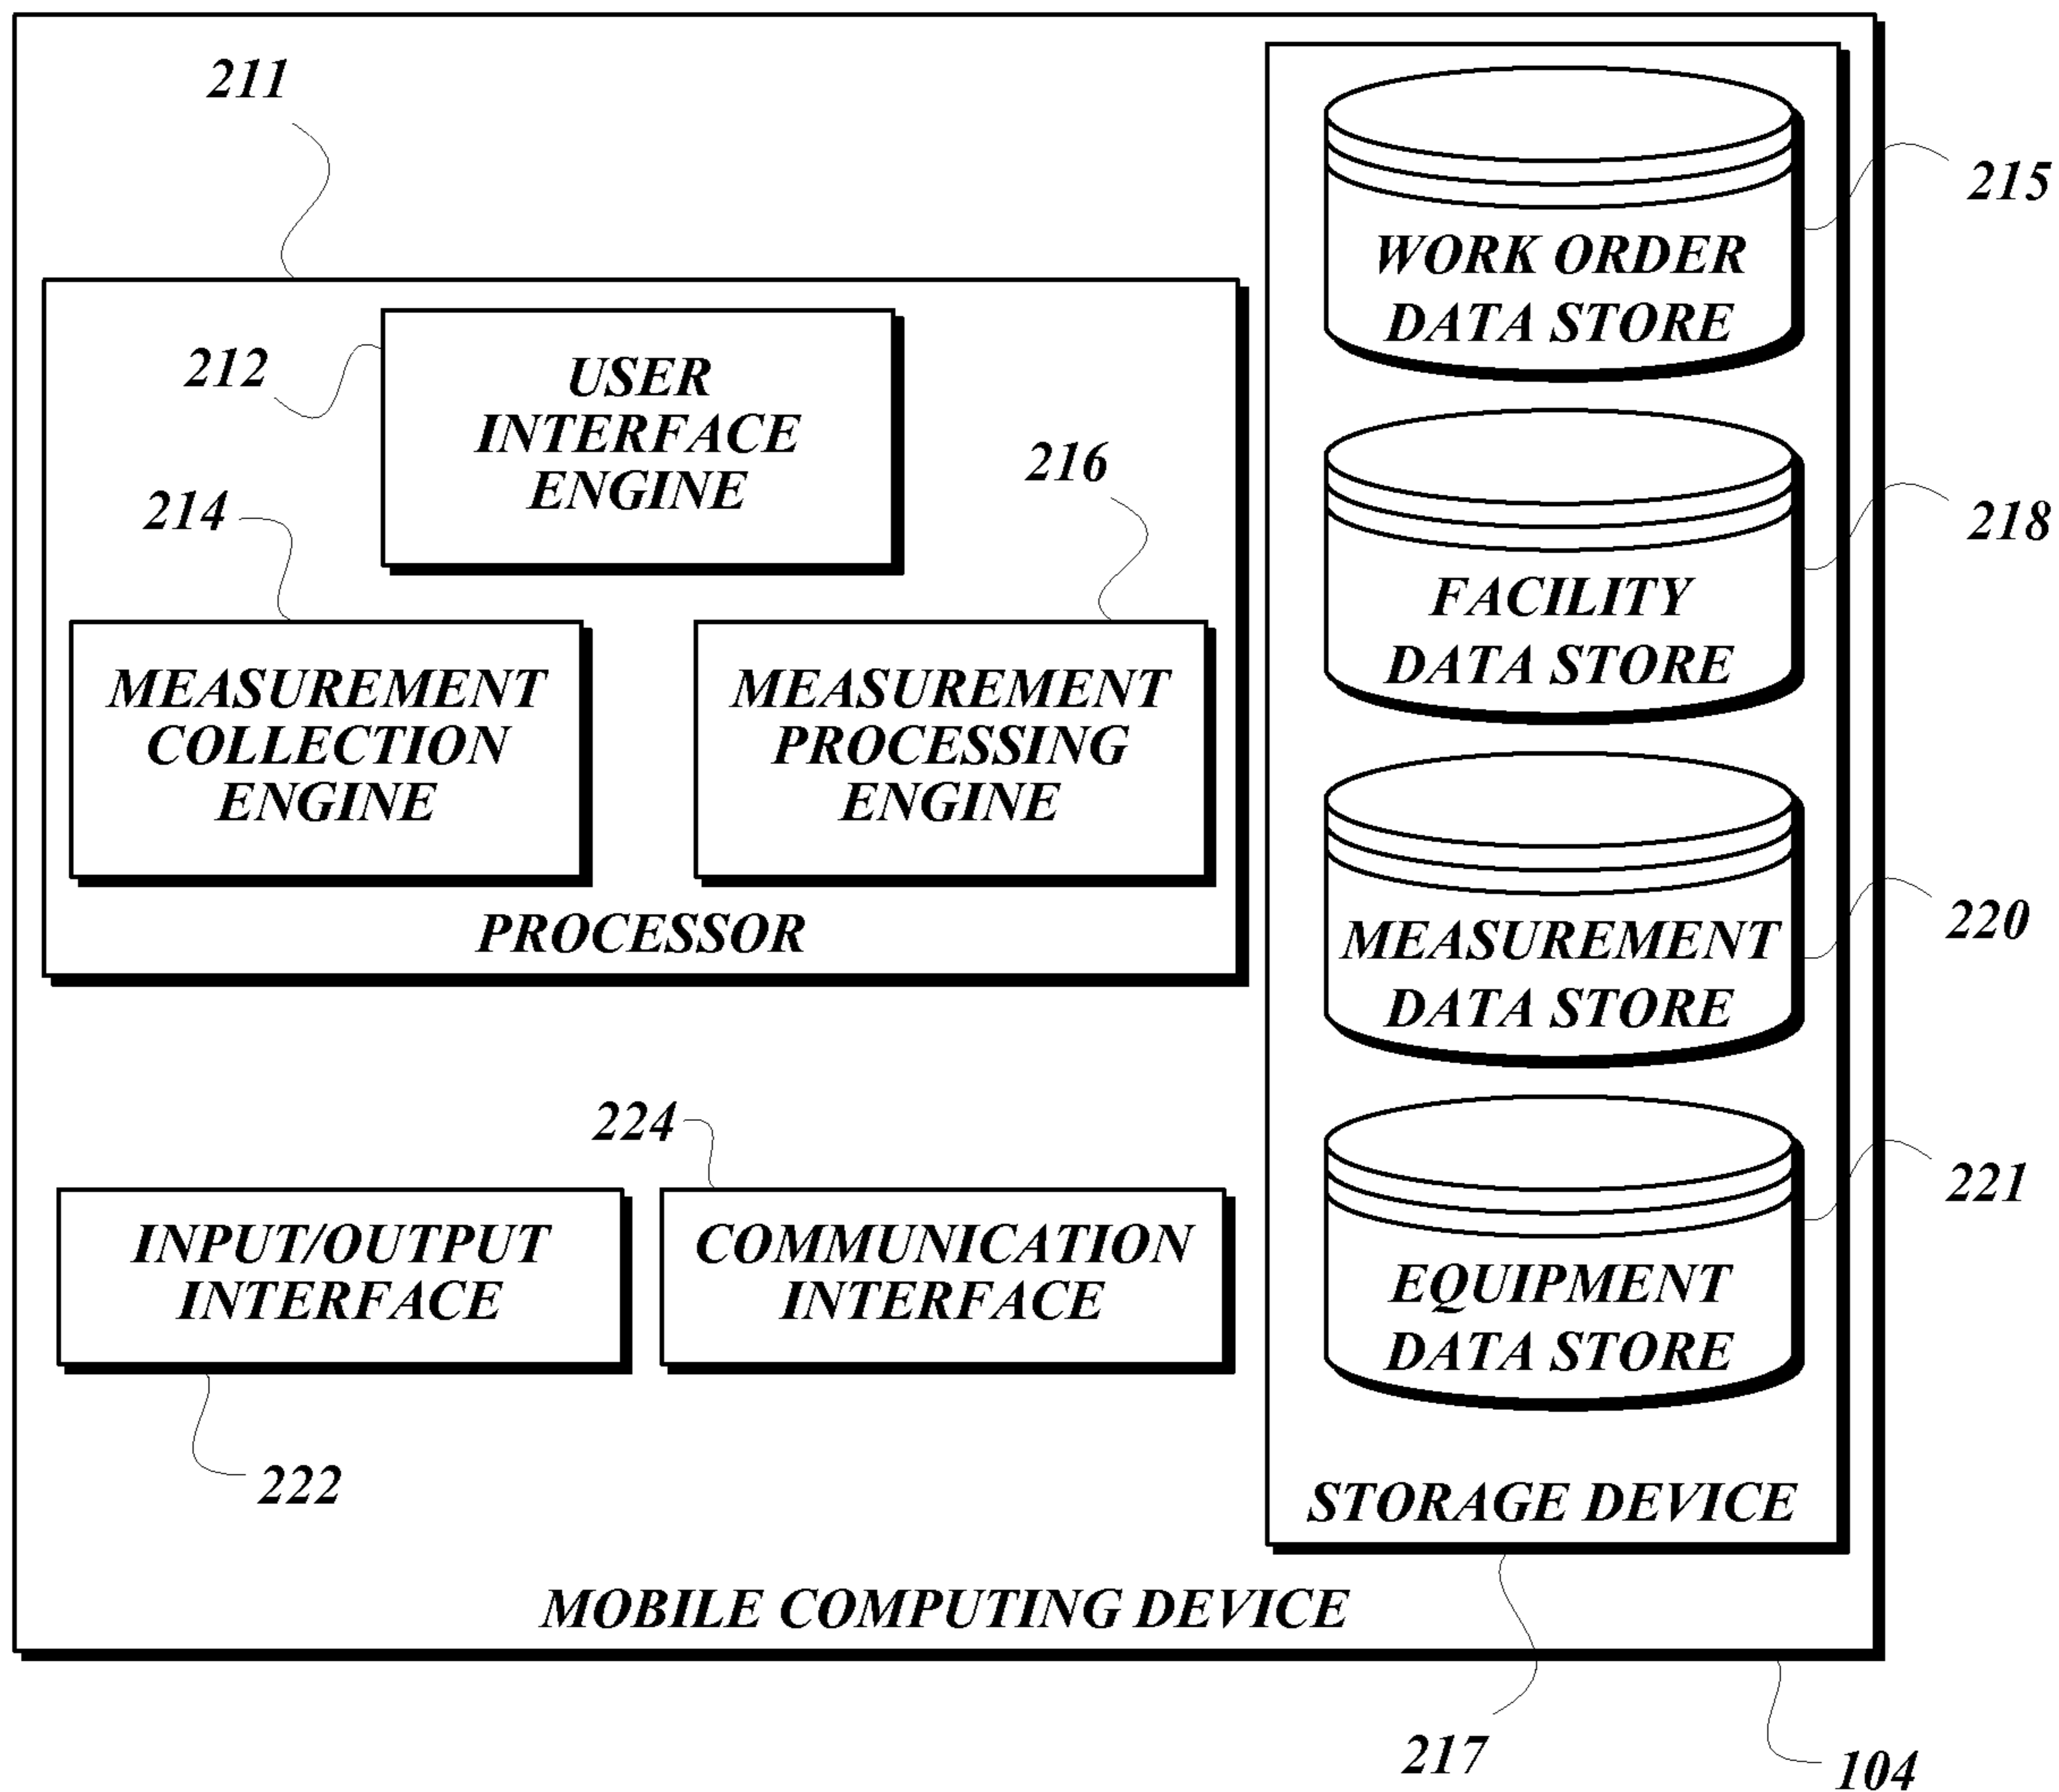 211
212
USER
INTERFACE
ENGINE
214
216
MEASUREMENT
COLLECTION
ENGINE
MEASUREMENT
PROCESSING
ENGINE
PROCESSOR
224
INPUT/OUTPUT
INTERFACE
COMMUNICATION
INTERFACE
222
WORK ORDER
DATA STORE
215
FACILITY
DATA STORE
218
MEASUREMENT
DATA STORE
220
EQUIPMENT
DATA STORE
221
STORAGE DEVICE
MOBILE COMPUTING DEVICE
217
104